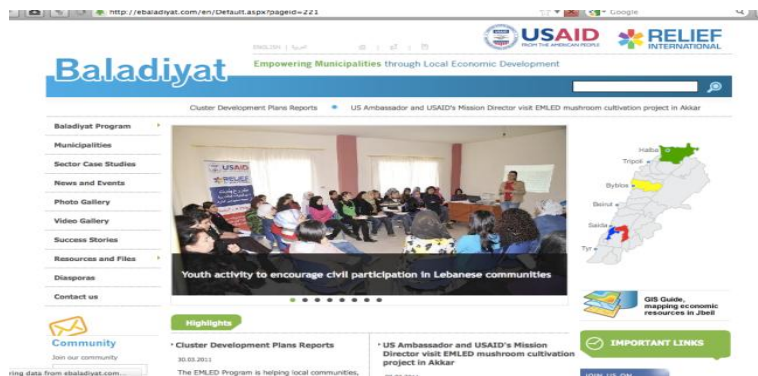 http://ebaladiyat.com/en/Default.aspx?pageid=221
Google
ENGLISH | عربية
USAID
FROM THE AMERICAN PEOPLE
RELIEF
INTERNATIONAL
Baladiyat
Empowering Municipalities through Local Economic Development
Cluster Development Plans Reports
US Ambassador and USAID's Mission Director visit EMLED mushroom cultivation project in Akkar
Baladiyat Program
Municipalities
Sector Case Studies
News and Events
Photo Gallery
Video Gallery
Success Stories
Resources and Files
Diasporas
Contact us
USAID
RELIEF
Youth activity to encourage civil participation in Lebanese communities
Halba
Tripoli
Byblos
Beirut
Saida
Tyr
GIS Guide,
mapping economic
resources in Jbeil
Highlights
Cluster Development Plans Reports
30.03.2011
The EMLED Program is helping local communities,
US Ambassador and USAID's Mission
Director visit EMLED mushroom cultivation
project in Akkar
IMPORTANT LINKS
JOIN US ON
Community
Join our community
ring data from ebaladiyat.com...